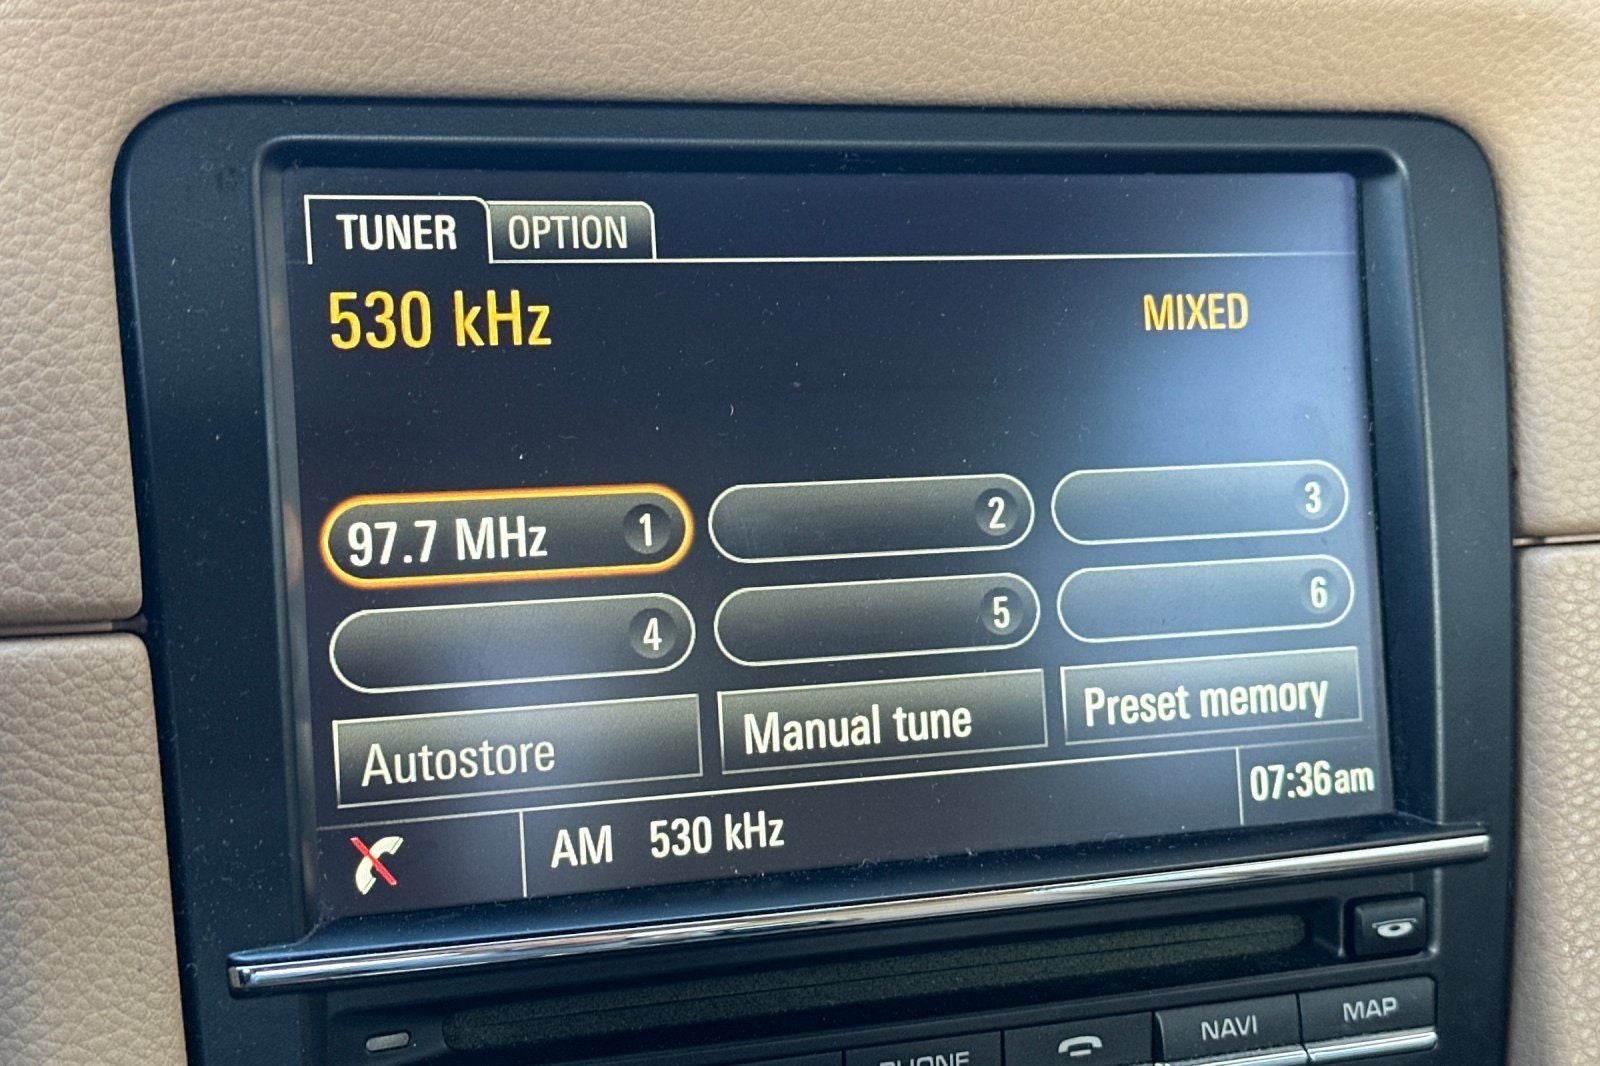 TUNER OPTION
530 kHz MIXED
97.7 MHz 1 2 3
4 5 6
Autostore Manual tune Preset memory
AM 530 kHz 07:36am
PHONE NAVI MAP